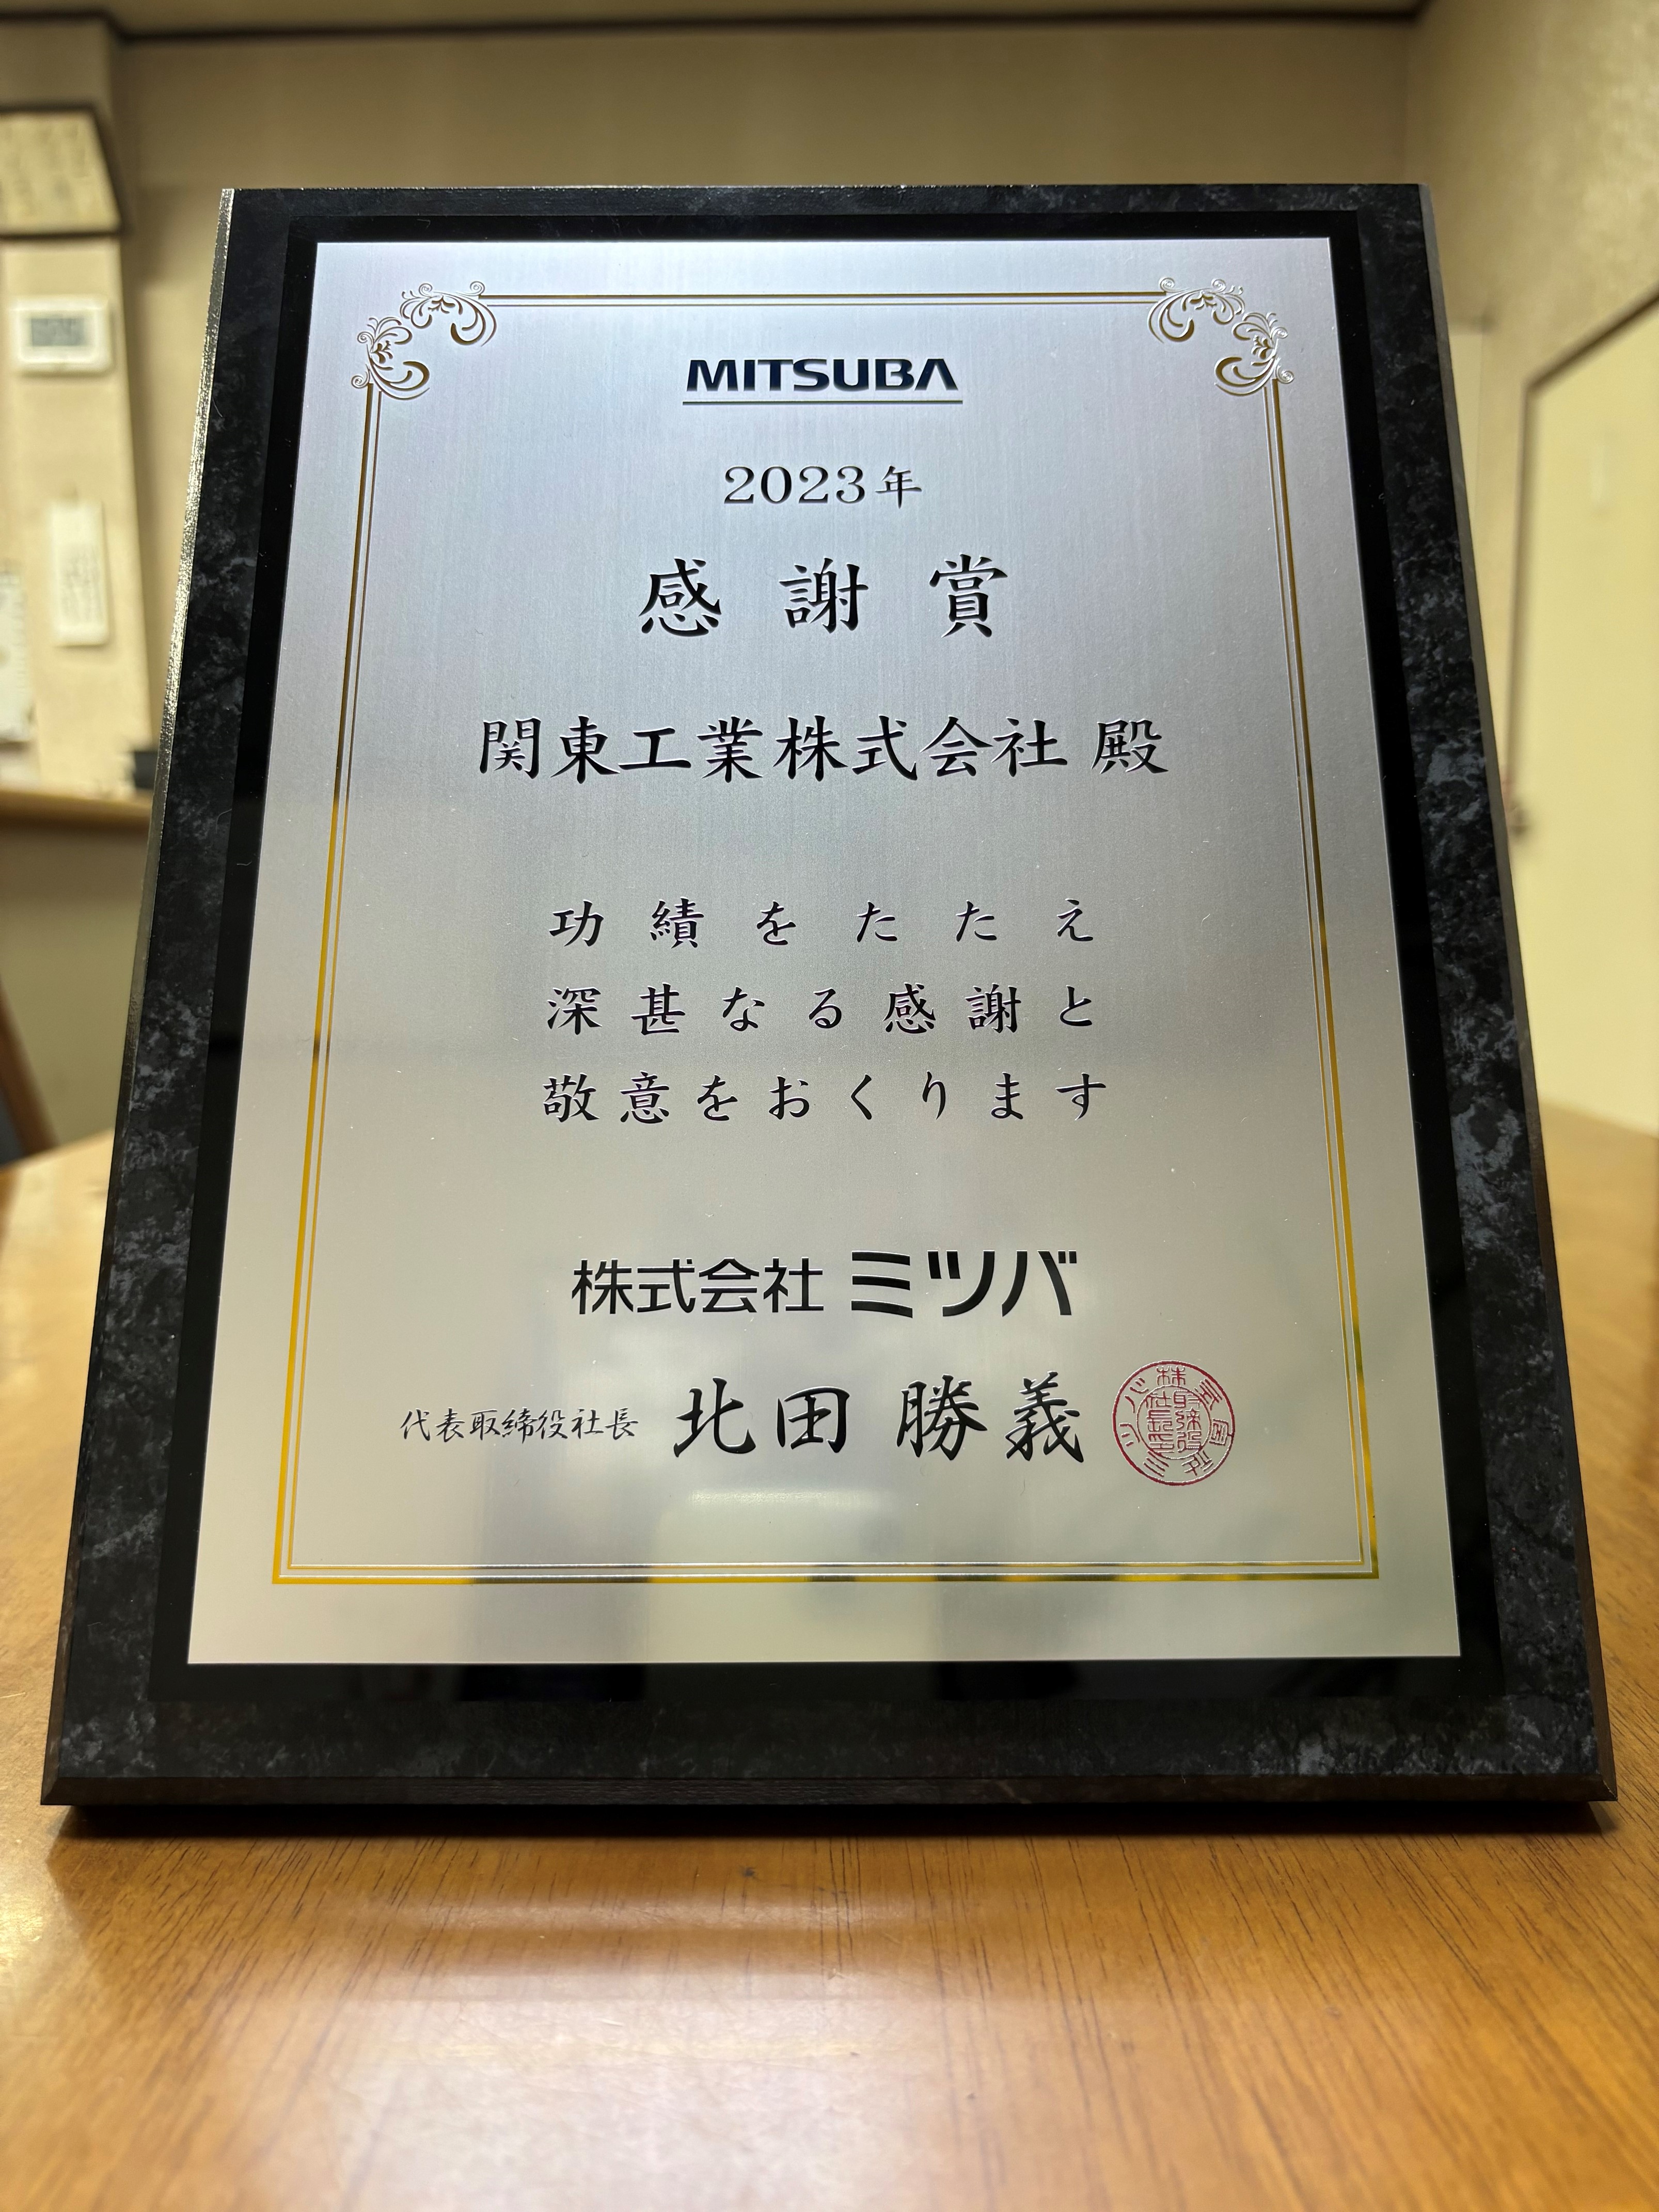 MITSUBA
2023年
感謝賞
関東工業株式会社 殿
功績をたたえ
深甚なる感謝と
敬意をおくります
株式会社 ミツバ
代表取締役社長 北田 勝義